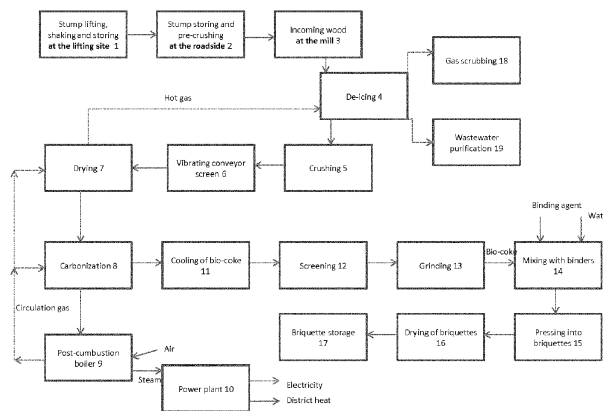 Stump lifting,
shaking and storing
at the lifting site 1
Stump storing and
pre-crushing
at the roadside 2
Incoming wood
at the mill 3
Gas scrubbing 18
De-icing 4
Hot gas
Wastewater
purification 19
Drying 7
Vibrating conveyor
screen 6
Crushing 5
Binding agent
Wat
Carbonization 8
Cooling of bio-coke
11
Screening 12
Grinding 13
Bio-coke
Mixing with binders
14
Circulation gas
Post-cumbustion
boiler 9
Air
Steam
Briquette storage
17
Drying of briquettes
16
Pressing into
briquettes 15
Power plant 10
Electricity
District heat